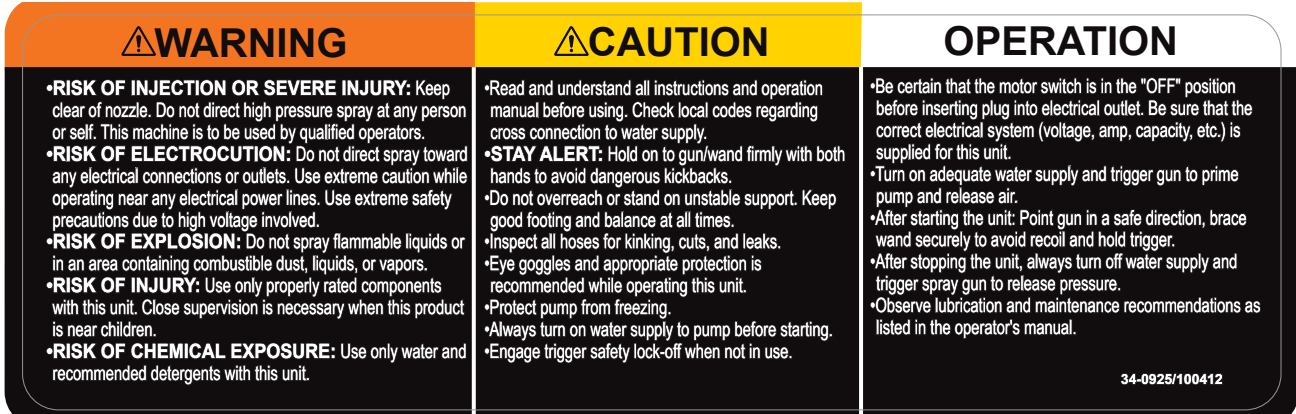 ⚠WARNING
•RISK OF INJECTION OR SEVERE INJURY: Keep
clear of nozzle. Do not direct high pressure spray at any person
or self. This machine is to be used by qualified operators.
•RISK OF ELECTROCUTION: Do not direct spray toward
any electrical connections or outlets. Use extreme caution while
operating near any electrical power lines. Use extreme safety
precautions due to high voltage involved.
•RISK OF EXPLOSION: Do not spray flammable liquids or
in an area containing combustible dust, liquids, or vapors.
•RISK OF INJURY: Use only properly rated components
with this unit. Close supervision is necessary when this product
is near children.
•RISK OF CHEMICAL EXPOSURE: Use only water and
recommended detergents with this unit.
⚠CAUTION
•Read and understand all instructions and operation
manual before using. Check local codes regarding
cross connection to water supply.
•STAY ALERT: Hold on to gun/wand firmly with both
hands to avoid dangerous kickbacks.
•Do not overreach or stand on unstable support. Keep
good footing and balance at all times.
•Inspect all hoses for kinking, cuts, and leaks.
•Eye goggles and appropriate protection is
recommended while operating this unit.
•Protect pump from freezing.
•Always turn on water supply to pump before starting.
•Engage trigger safety lock-off when not in use.
OPERATION
•Be certain that the motor switch is in the "OFF" position
before inserting plug into electrical outlet. Be sure that the
correct electrical system (voltage, amp, capacity, etc.) is
supplied for this unit.
•Turn on adequate water supply and trigger gun to prime
pump and release air.
•After starting the unit: Point gun in a safe direction, brace
wand securely to avoid recoil and hold trigger.
•After stopping the unit, always turn off water supply and
trigger spray gun to release pressure.
•Observe lubrication and maintenance recommendations as
listed in the operator's manual.
34-0925/100412